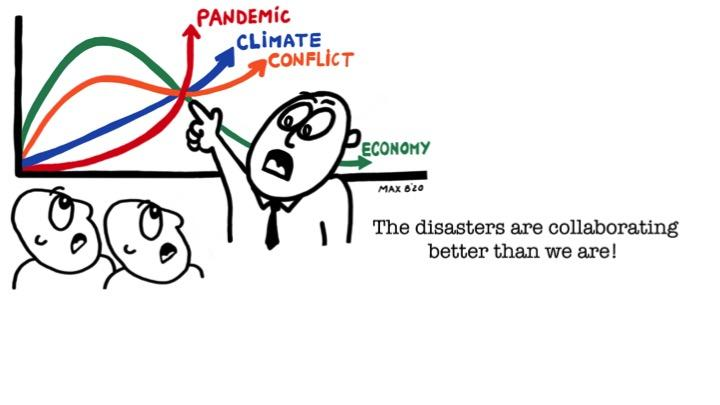 PANDEMiC
CLiMATE
CONFLiCT
ECONOMY
MAX B'20
The disasters are collaborating
better than we are!